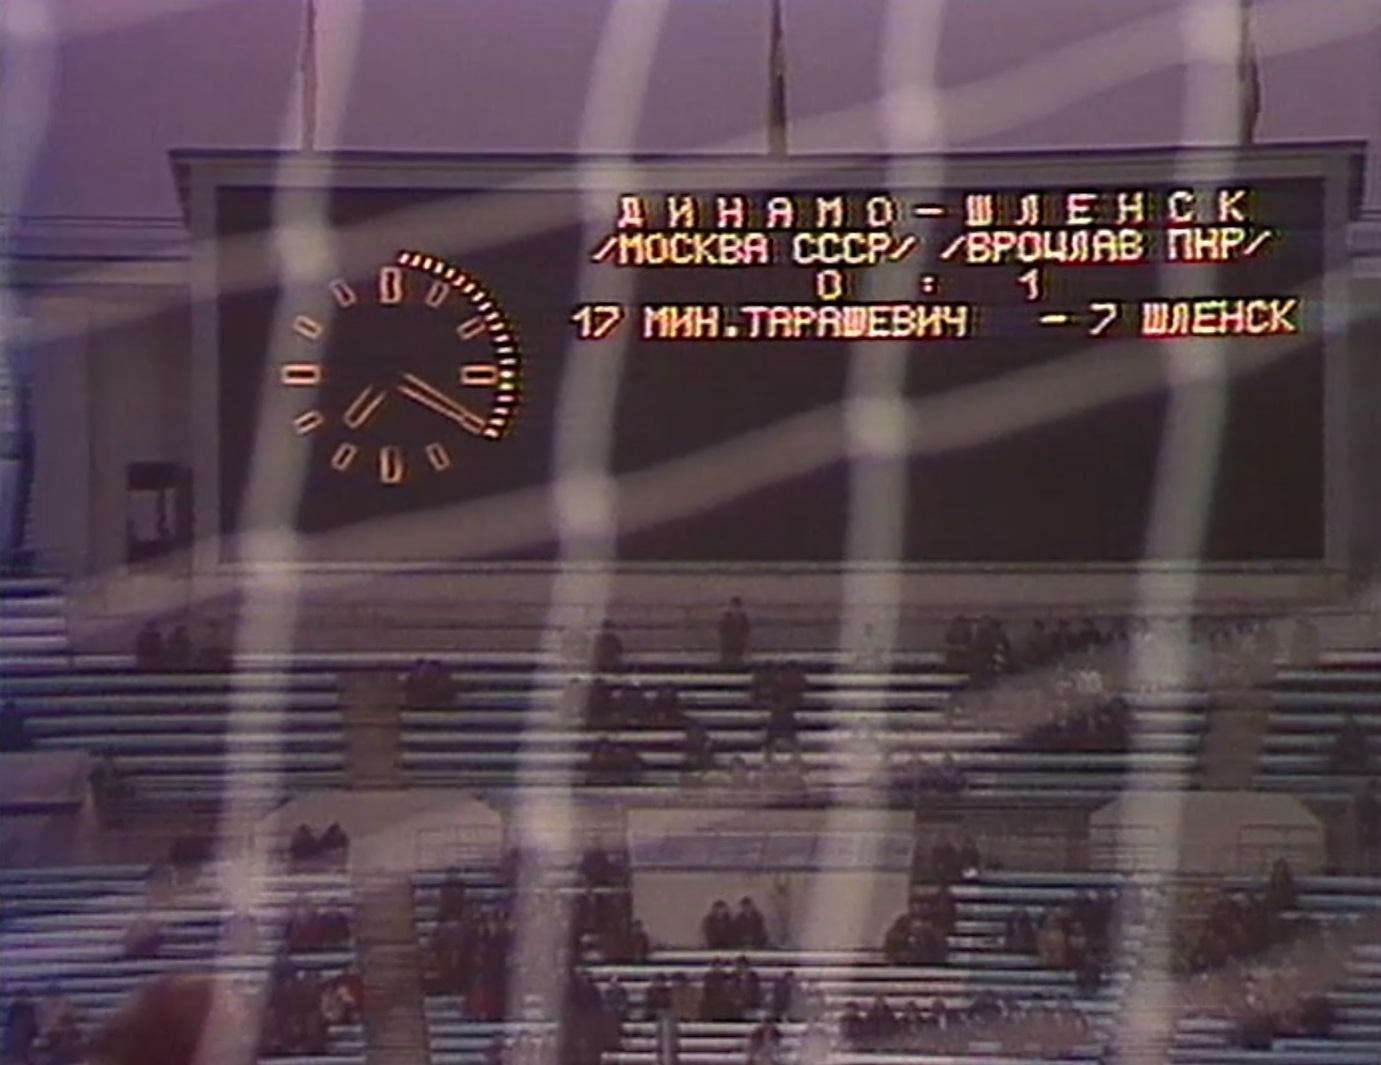 ДИНАМО – ШЛЕНСК
/МОСКВА СССР/ /ВРОЦЛАВ ПНР/
0 : 1
17 МИН.ТАРАШЕВИЧ – 7 ШЛЕНСК